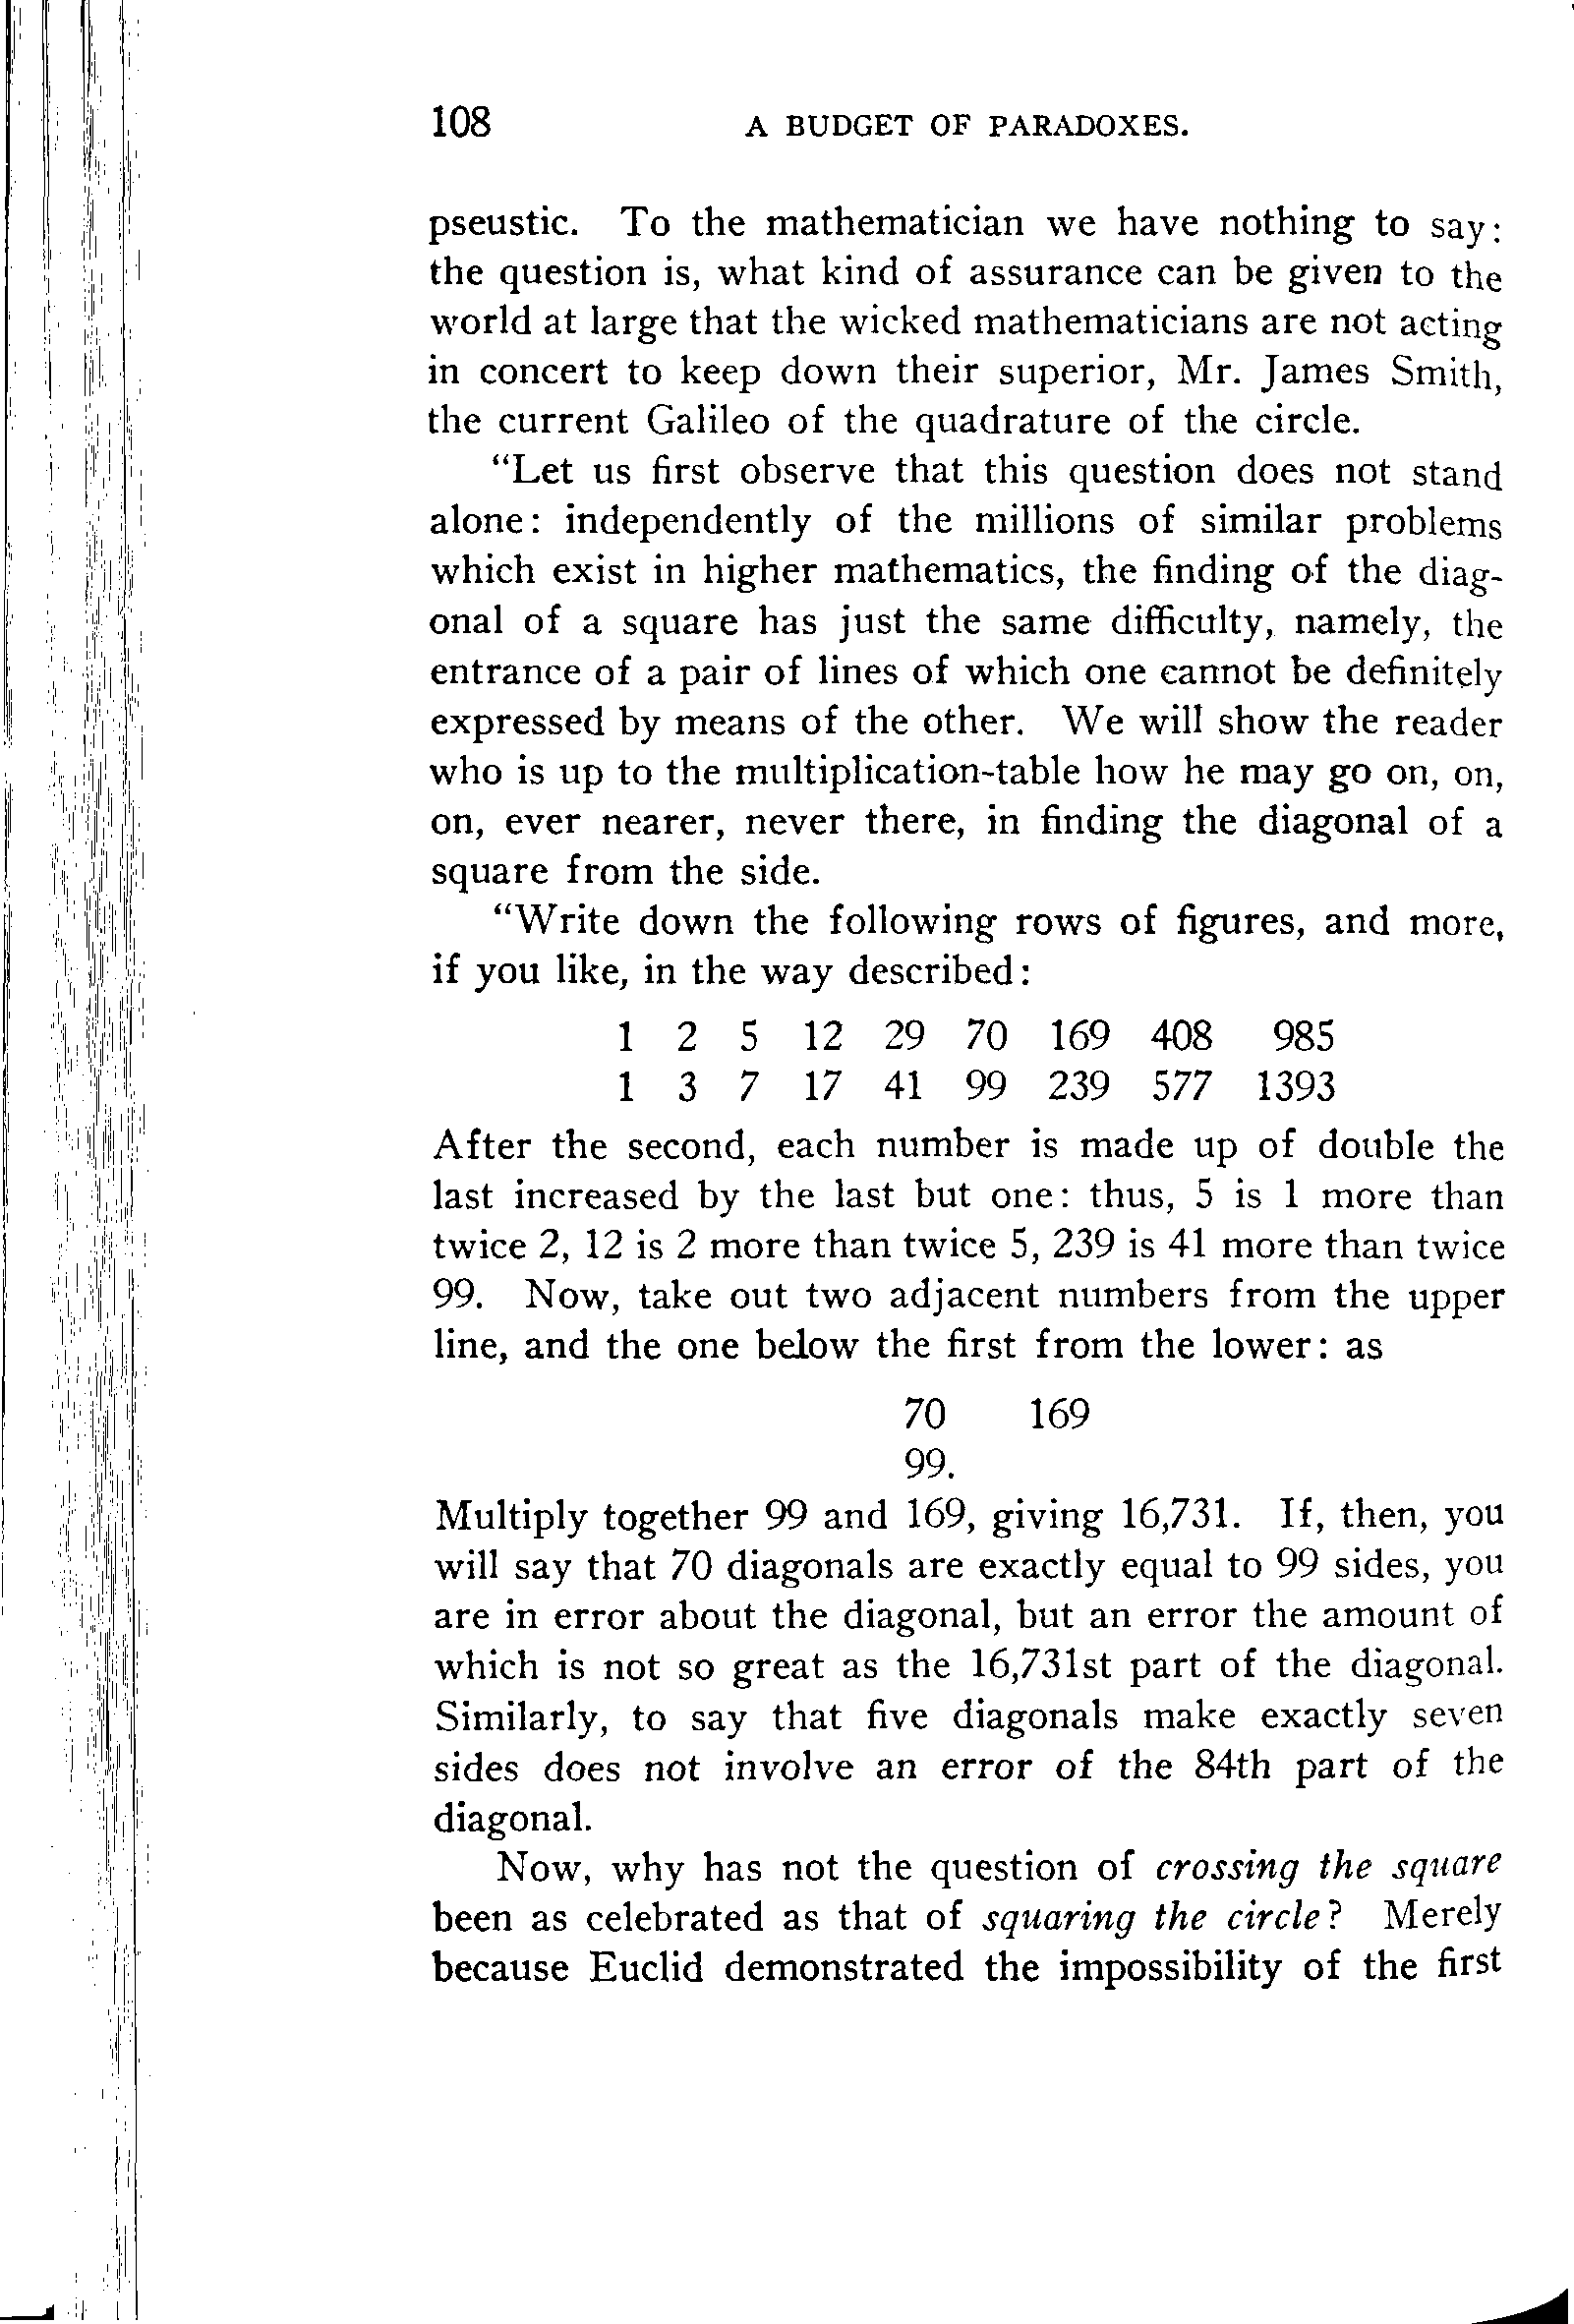 108 A BUDGET OF PARADOXES.
pseustic. To the mathematician we have nothing to say:
the question is, what kind of assurance can be given to the
world at large that the wicked mathematicians are not acting
in concert to keep down their superior, Mr. James Smith,
the current Galileo of the quadrature of the circle.
“Let us first observe that this question does not stand
alone: independently of the millions of similar problems
which exist in higher mathematics, the finding of the diag-
onal of a square has just the same difficulty, namely, the
entrance of a pair of lines of which one cannot be definitely
expressed by means of the other. We will show the reader
who is up to the multiplication-table how he may go on, on,
on, ever nearer, never there, in finding the diagonal of a
square from the side.
“Write down the following rows of figures, and more,
if you like, in the way described:
1 2 5 12 29 70 169 408 985
1 3 7 17 41 99 239 577 1393
After the second, each number is made up of double the
last increased by the last but one: thus, 5 is 1 more than
twice 2, 12 is 2 more than twice 5, 239 is 41 more than twice
99. Now, take out two adjacent numbers from the upper
line, and the one below the first from the lower: as
70 169
99.
Multiply together 99 and 169, giving 16,731. If, then, you
will say that 70 diagonals are exactly equal to 99 sides, you
are in error about the diagonal, but an error the amount of
which is not so great as the 16,731st part of the diagonal.
Similarly, to say that five diagonals make exactly seven
sides does not involve an error of the 84th part of the
diagonal.
Now, why has not the question of crossing the square
been as celebrated as that of squaring the circle? Merely
because Euclid demonstrated the impossibility of the first